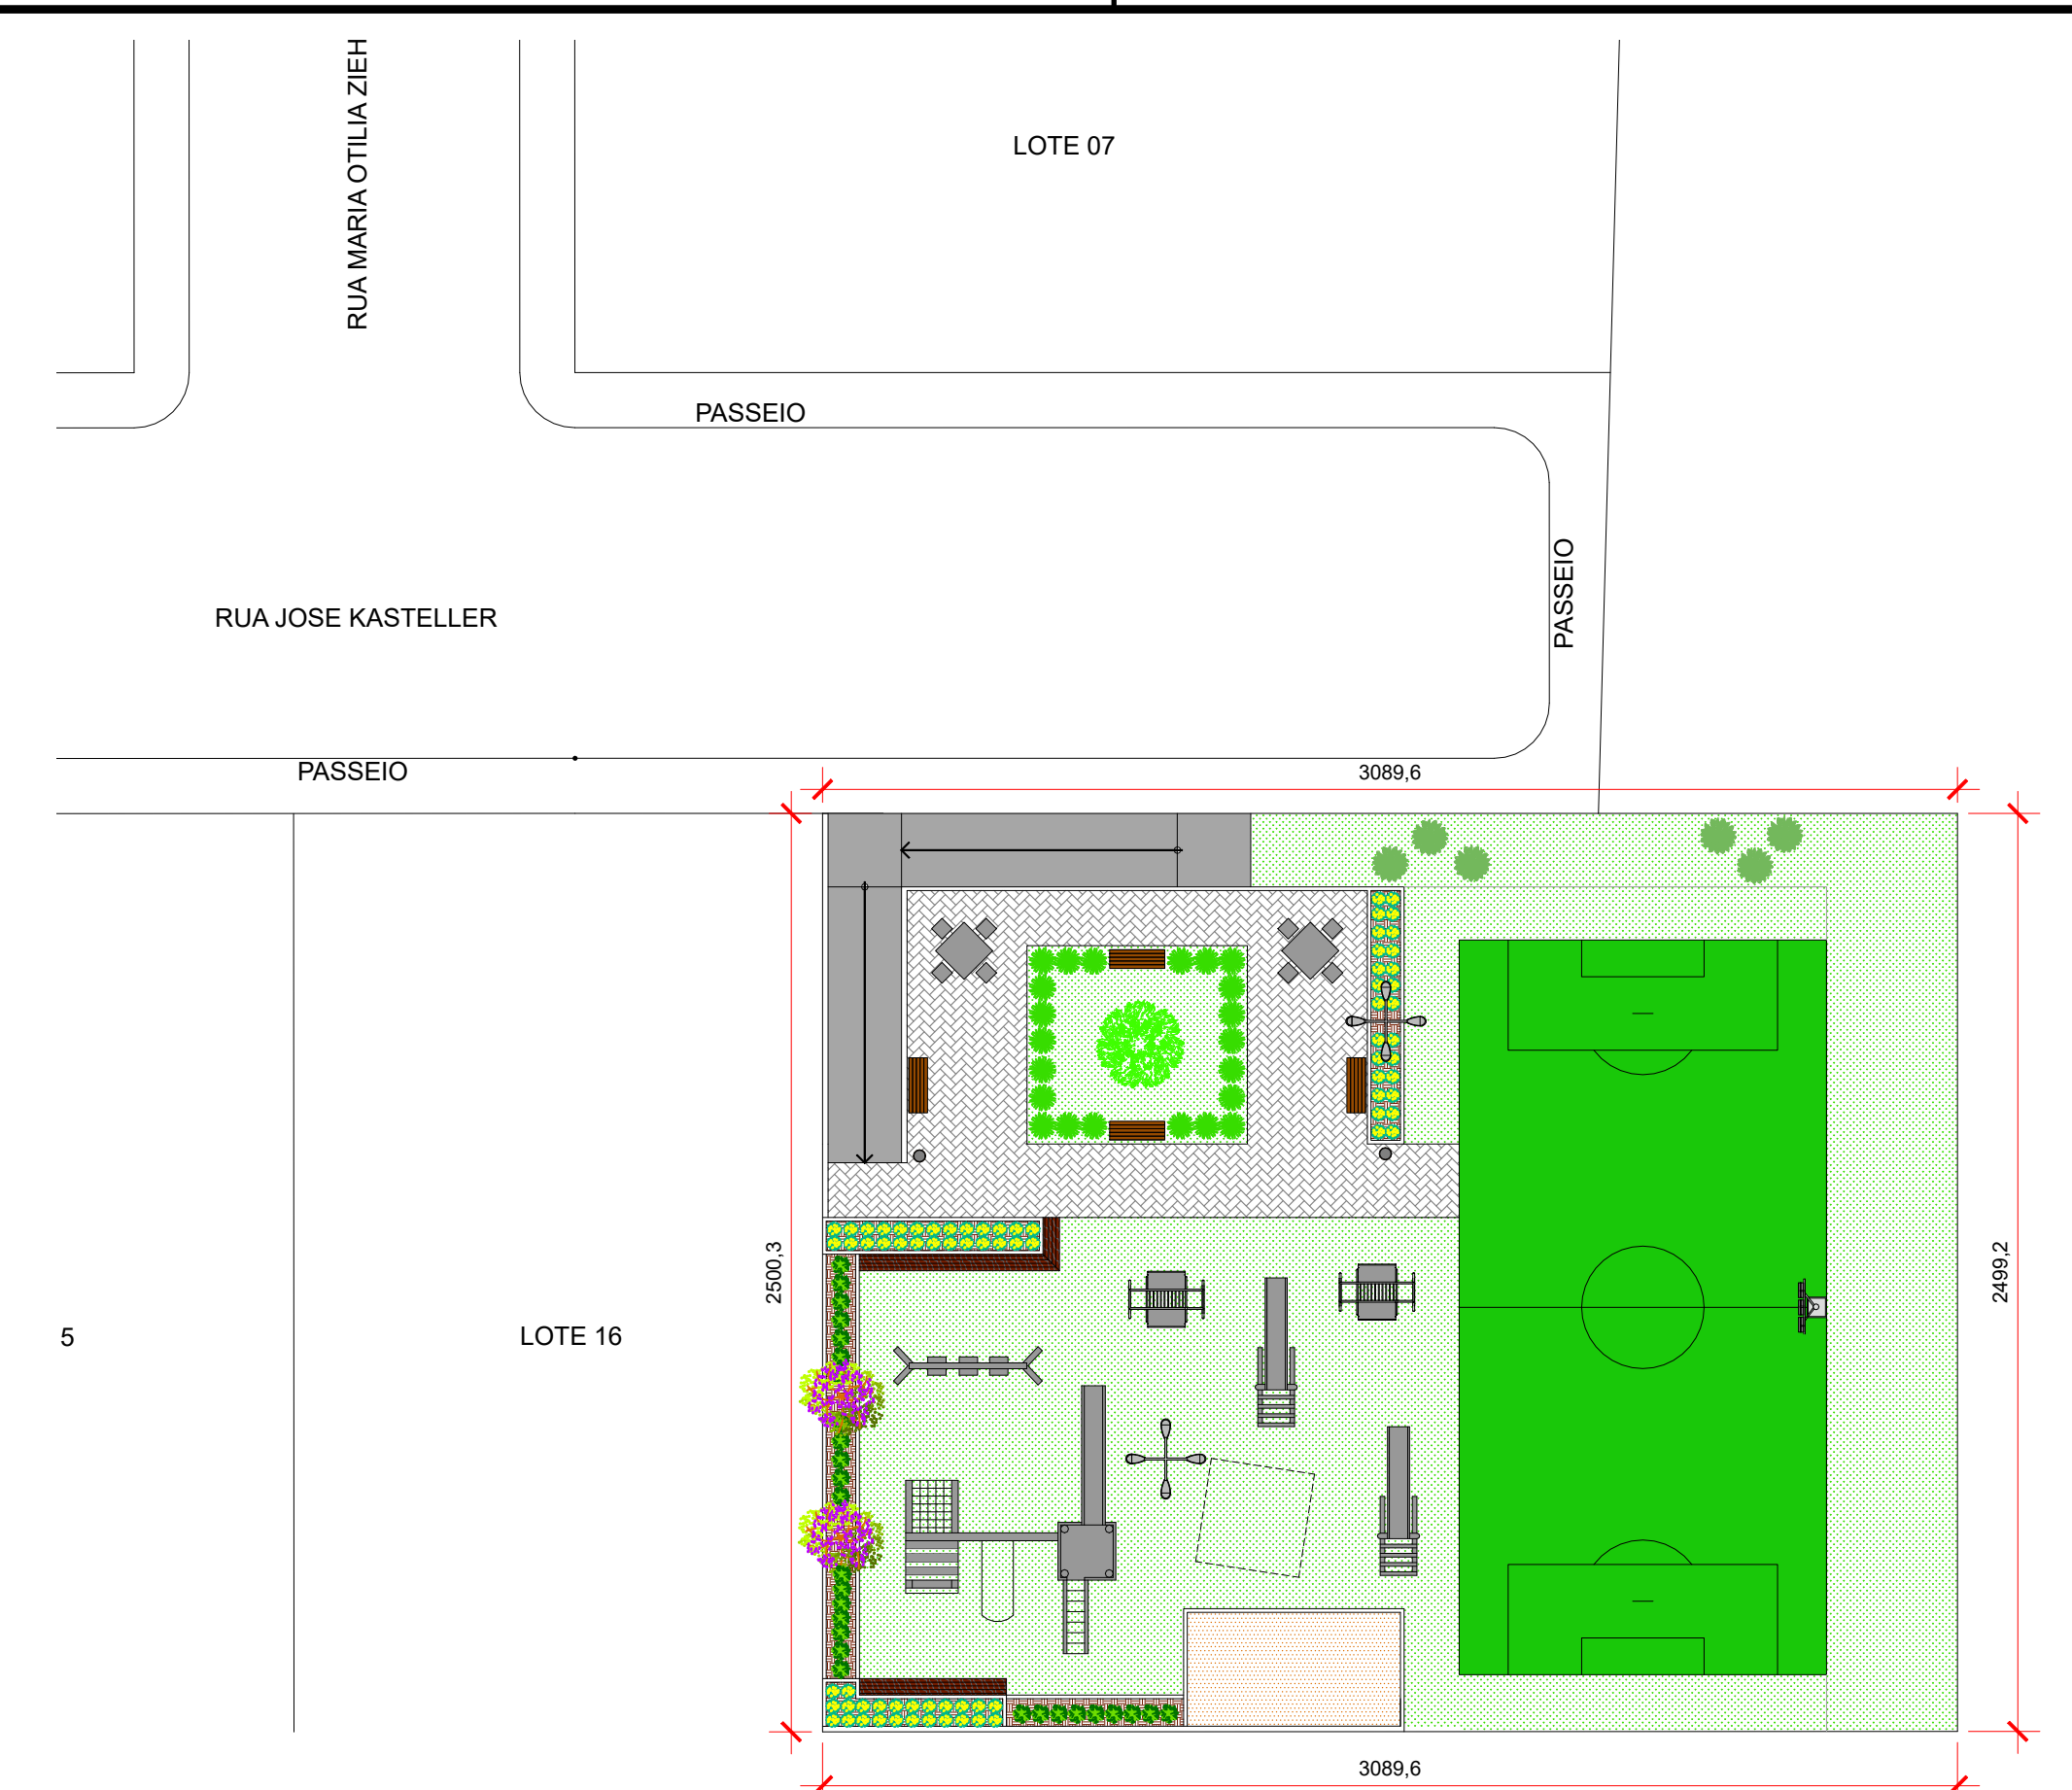 RUA MARIA OTILIA ZIEH
LOTE 07
PASSEIO
PASSEIO
RUA JOSE KASTELLER
PASSEIO
3089,6
2500,3
2499,2
5
LOTE 16
3089,6